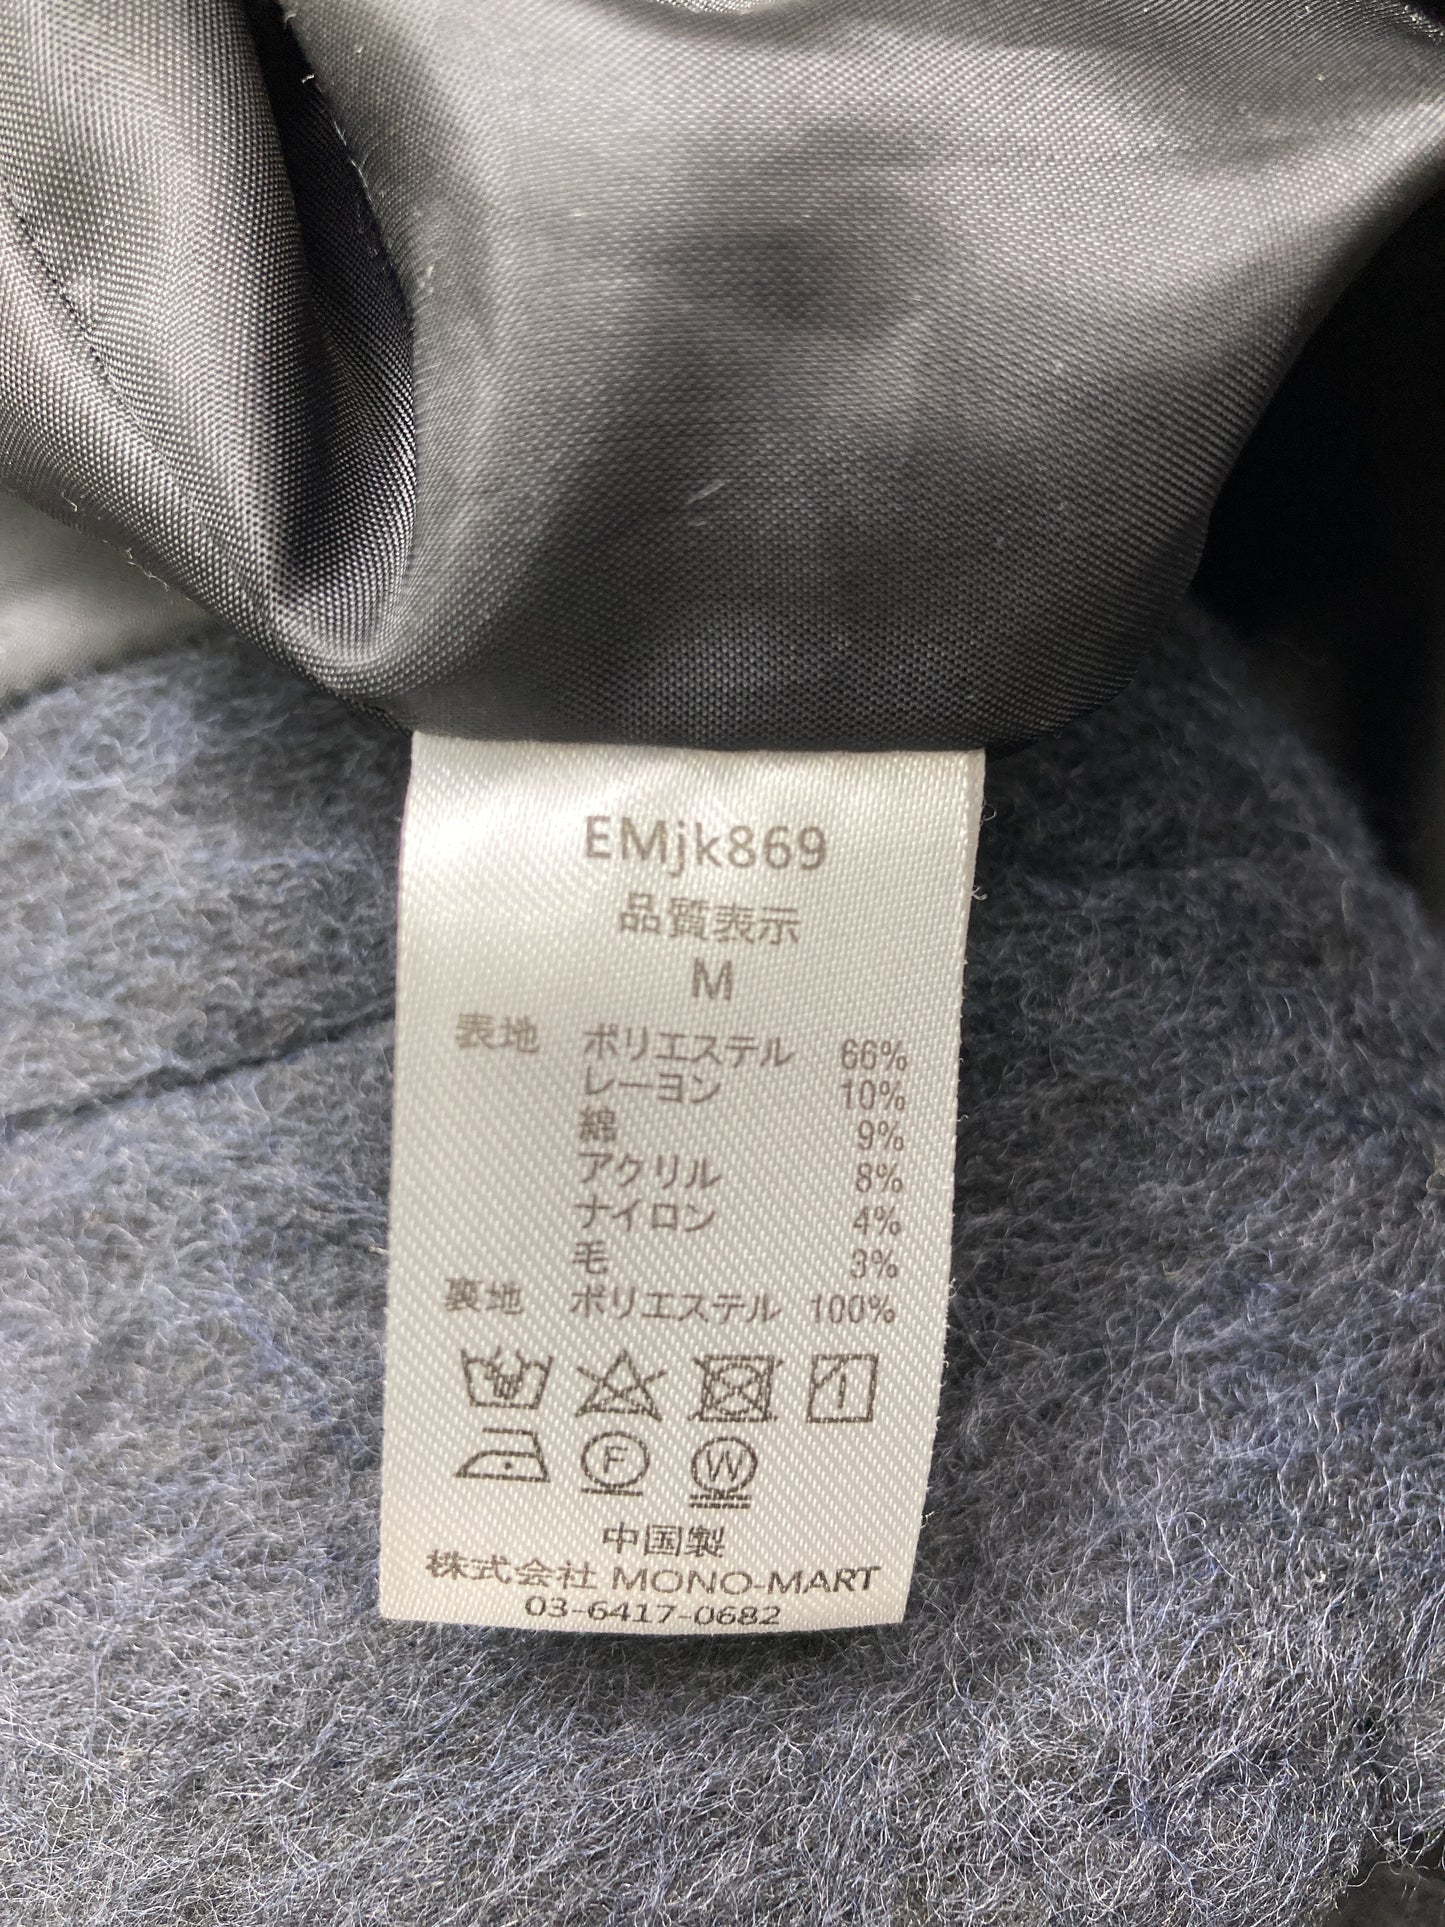 EMjk869
品質表示
M
表地 ポリエステル 66%
レーヨン 10%
綿 9%
アクリル 8%
ナイロン 4%
毛 3%
裏地 ポリエステル 100%
F W
中国製
株式会社 MONO-MART
03-6417-0682